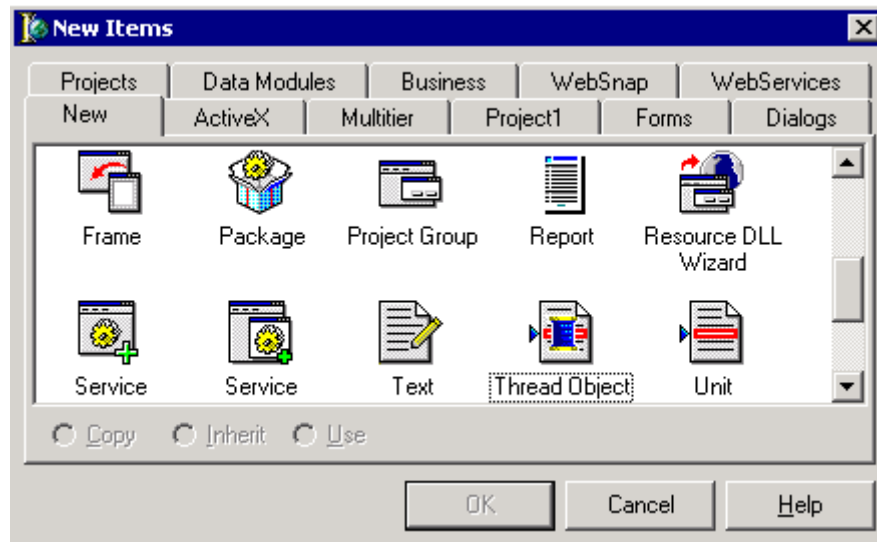 New Items
Projects Data Modules Business WebSnap WebServices
New ActiveX Multitier Project1 Forms Dialogs
Frame Package Project Group Report Resource DLL
Wizard
Service Service Text Thread Object Unit
Copy Inherit Use
OK Cancel Help